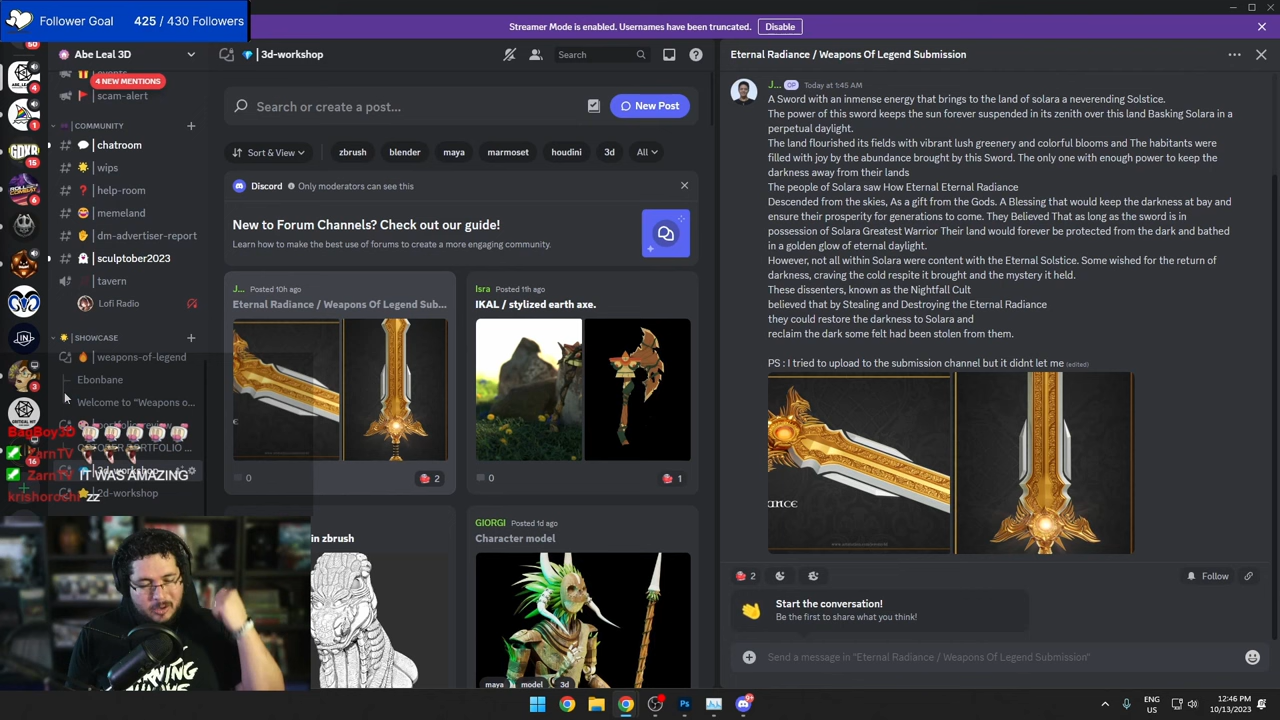 Follower Goal 425 / 430 Followers
Streamer Mode is enabled. Usernames have been truncated. Disable
Abe Leal 3D
4 NEW MENTIONS
scam-alert
COMMUNITY
chatroom
wips
help-room
memeland
dm-advertiser-report
sculptober2023
tavern
Lofi Radio
SHOWCASE
weapons-of-legend
Ebonbane
Welcome to “Weapons o...
BagBoy3D
ZarnTV
ZarnTV IT WAS AMAZING
krishorochi zz
2d-workshop
3d-workshop
Search
Search or create a post...
New Post
Sort & View
zbrush
blender
maya
marmoset
houdini
3d
All
Discord Only moderators can see this
New to Forum Channels? Check out our guide!
Learn how to make the best use of forums to create a more engaging community.
J... Posted 10h ago
Eternal Radiance / Weapons Of Legend Sub...
0
2
Isra Posted 11h ago
IKAL / stylized earth axe.
0
1
in zbrush
GIORGI Posted 1d ago
Character model
maya model 3d
Eternal Radiance / Weapons Of Legend Submission
J... OP Today at 1:45 AM
A Sword with an inmense energy that brings to the land of solara a neverending Solstice.
The power of this sword keeps the sun forever suspended in its zenith over this land Basking Solara in a
perpetual daylight.
The land flourished its fields with vibrant lush greenery and colorful blooms and The habitants were
filled with joy by the abundance brought by this Sword. The only one with enough power to keep the
darkness away from their lands
The people of Solara saw How Eternal Eternal Radiance
Descended from the skies, As a gift from the Gods. A Blessing that would keep the darkness at bay and
ensure their prosperity for generations to come. They Believed That as long as the sword is in
possession of Solara Greatest Warrior Their land would forever be protected from the dark and bathed
in a golden glow of eternal daylight.
However, not all within Solara were content with the Eternal Solstice. Some wished for the return of
darkness, craving the cold respite it brought and the mystery it held.
These dissenters, known as the Nightfall Cult
believed that by Stealing and Destroying the Eternal Radiance
they could restore the darkness to Solara and
reclaim the dark some felt had been stolen from them.
PS : I tried to upload to the submission channel but it didnt let me (edited)
2
Follow
Start the conversation!
Be the first to share what you think!
Send a message in "Eternal Radiance / Weapons Of Legend Submission"
ENG
US
12:46 PM
10/13/2023